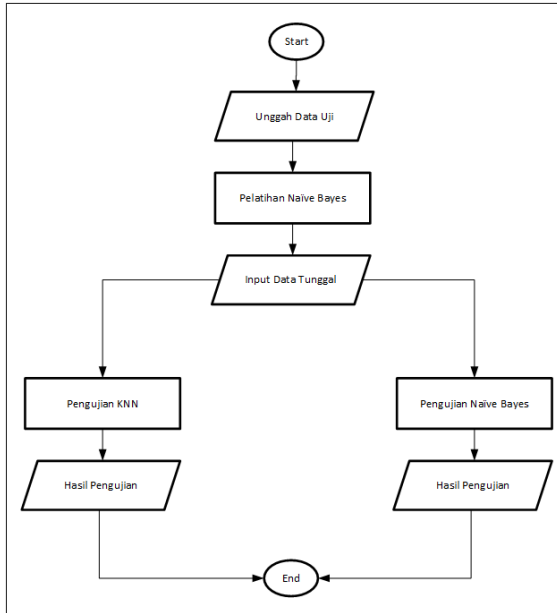 Start
Unggah Data Uji
Pelatihan Naïve Bayes
Input Data Tunggal
Pengujian KNN
Pengujian Naïve Bayes
Hasil Pengujian
Hasil Pengujian
End